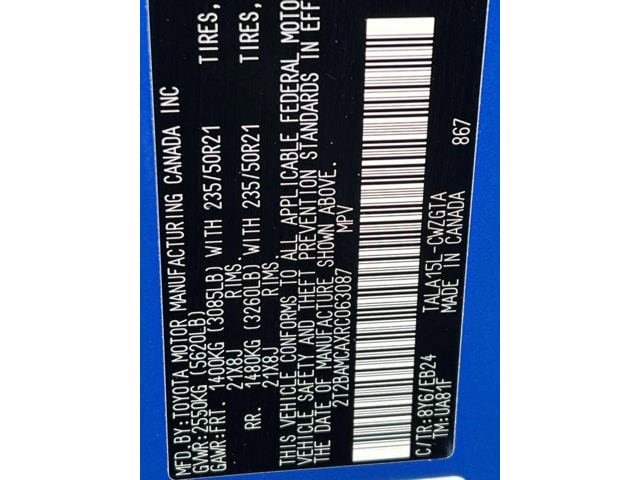 MFD.BY:TOYOTA MOTOR MANUFACTURING CANADA INC
GVWR:2550KG (5620LB)
GAWR:FRT. 1400KG (3085LB) WITH 235/50R21 TIRES,
21X8J RIMS.
RR. 1480KG (3260LB) WITH 235/50R21 TIRES,
21X8J RIMS.
THIS VEHICLE CONFORMS TO ALL APPLICABLE FEDERAL MOTO
VEHICLE SAFETY AND THEFT PREVENTION STANDARDS IN EFF
THE DATE OF MANUFACTURE SHOWN ABOVE.
2T2BAMCAXRC063087 MPV
C/TR:8Y6/EB24 TALA15L-CWZGTA 867
TM:UA81F MADE IN CANADA